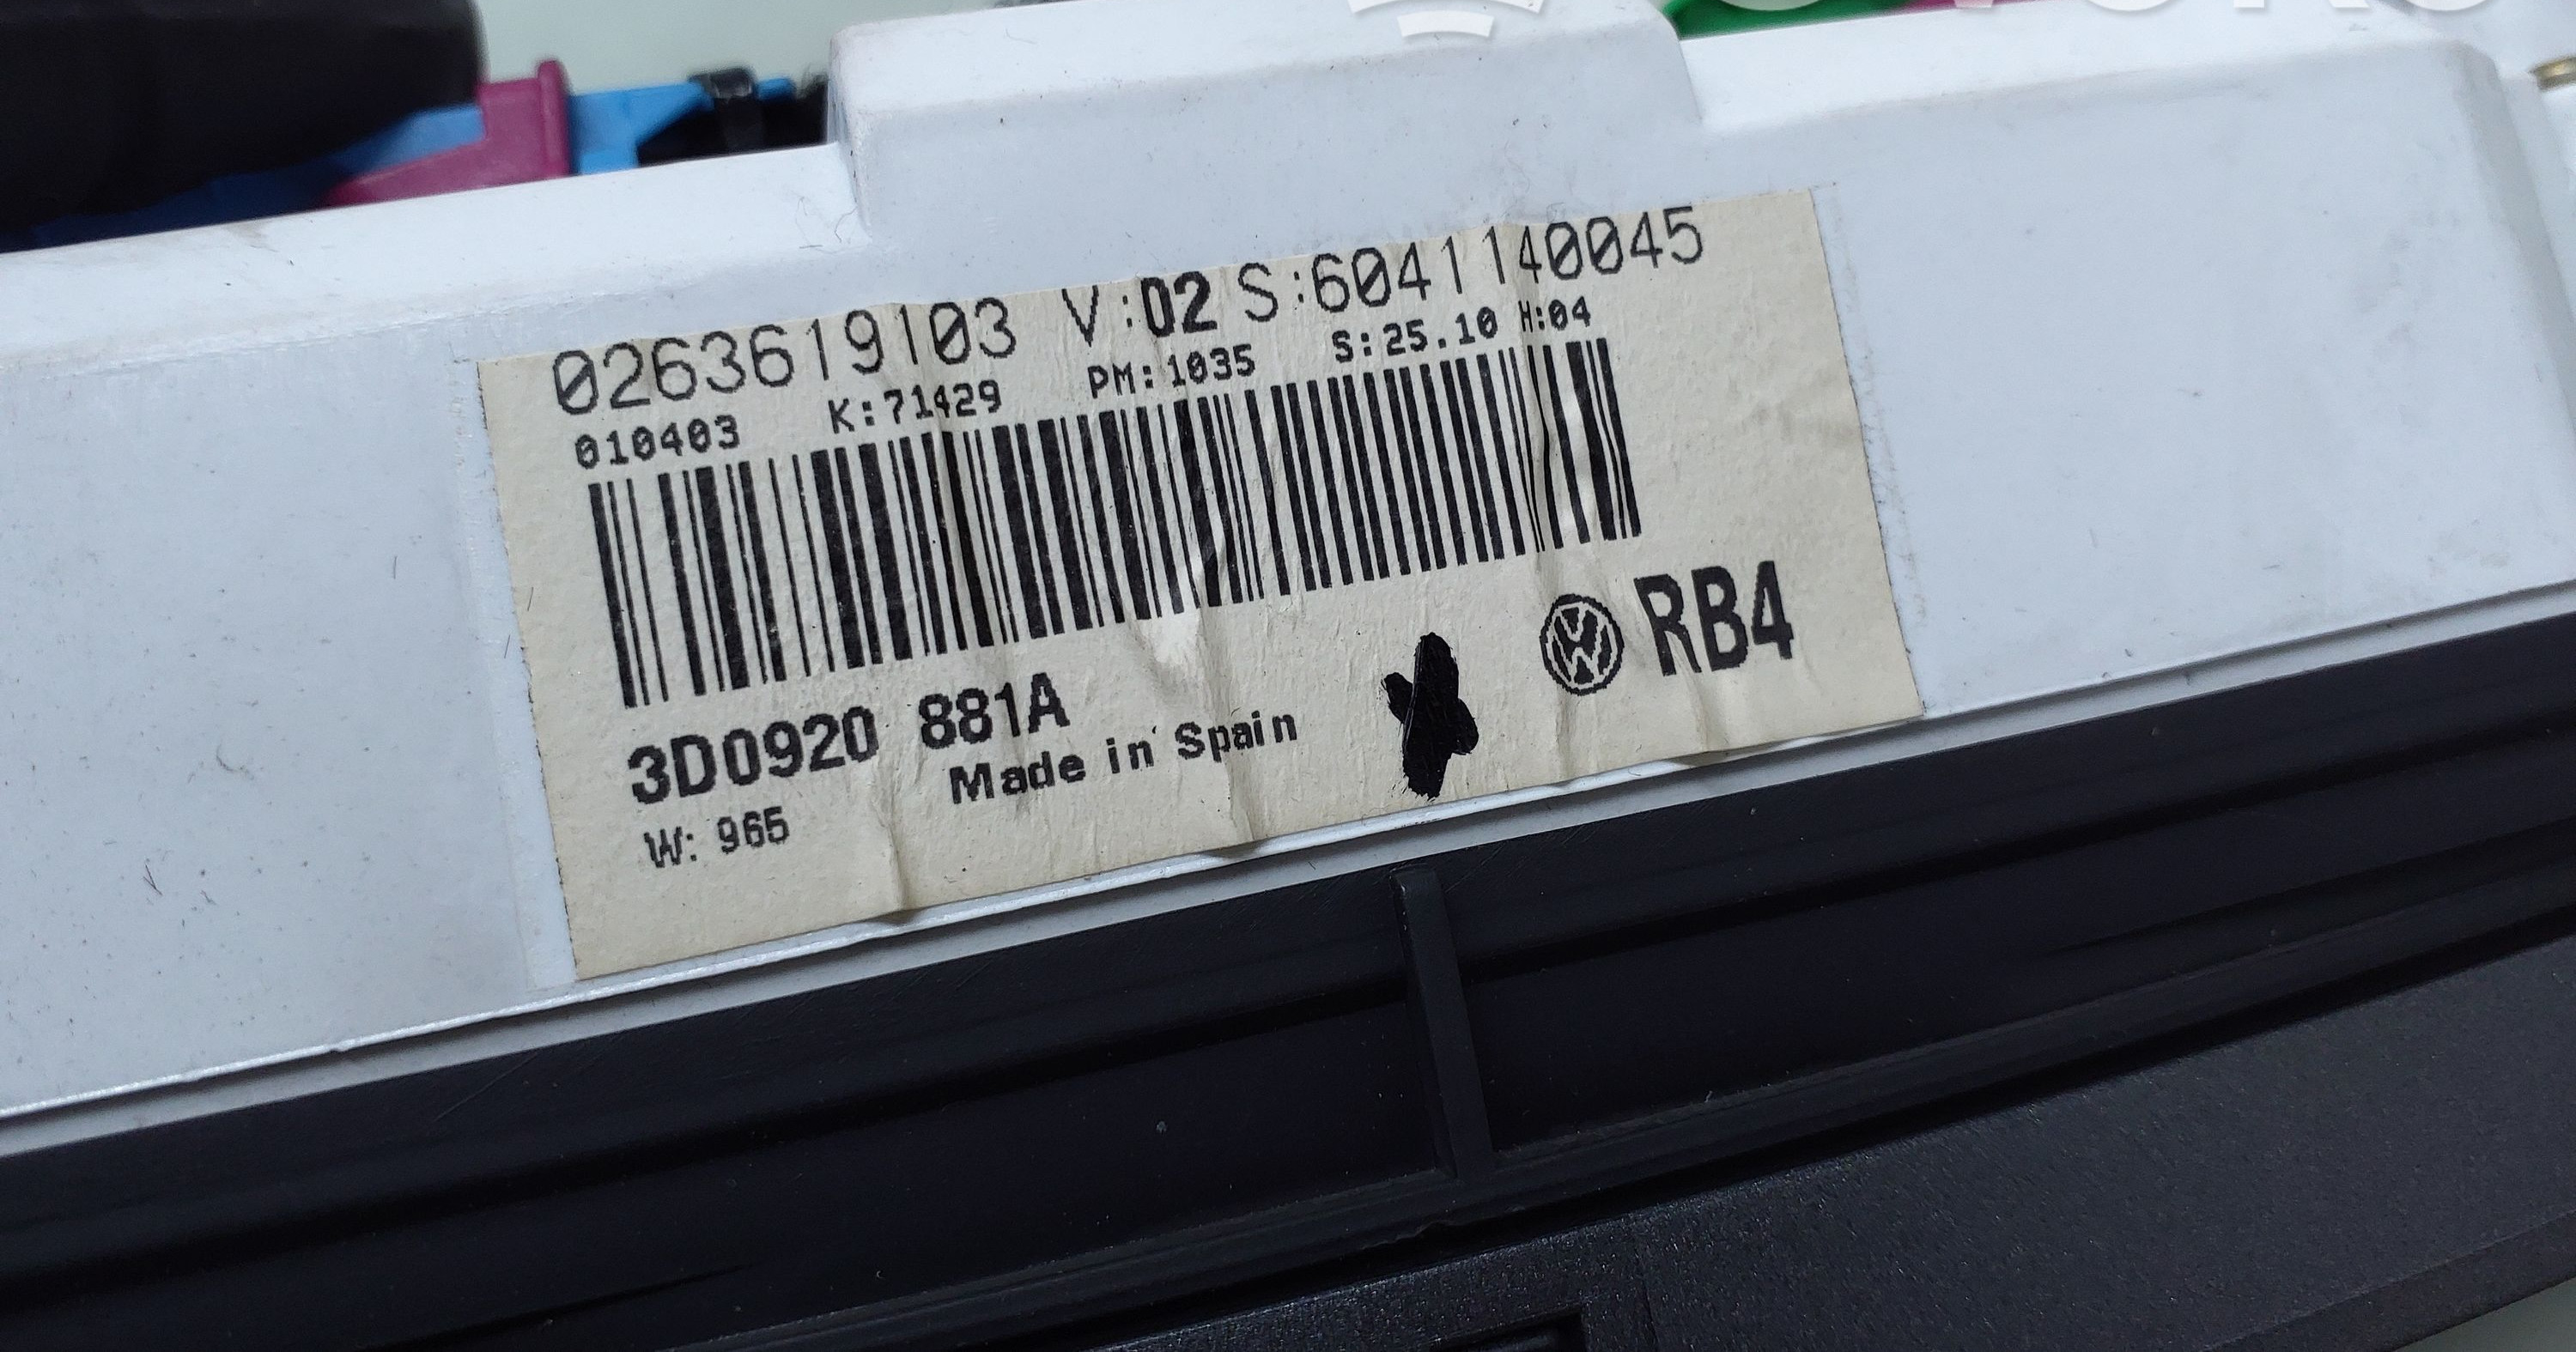 0263619103 V:02 S:6041140045
010403 K:71429 PM:1035 S:25.10 H:04
3D0920 881A
Made in Spain
RB4
W: 965